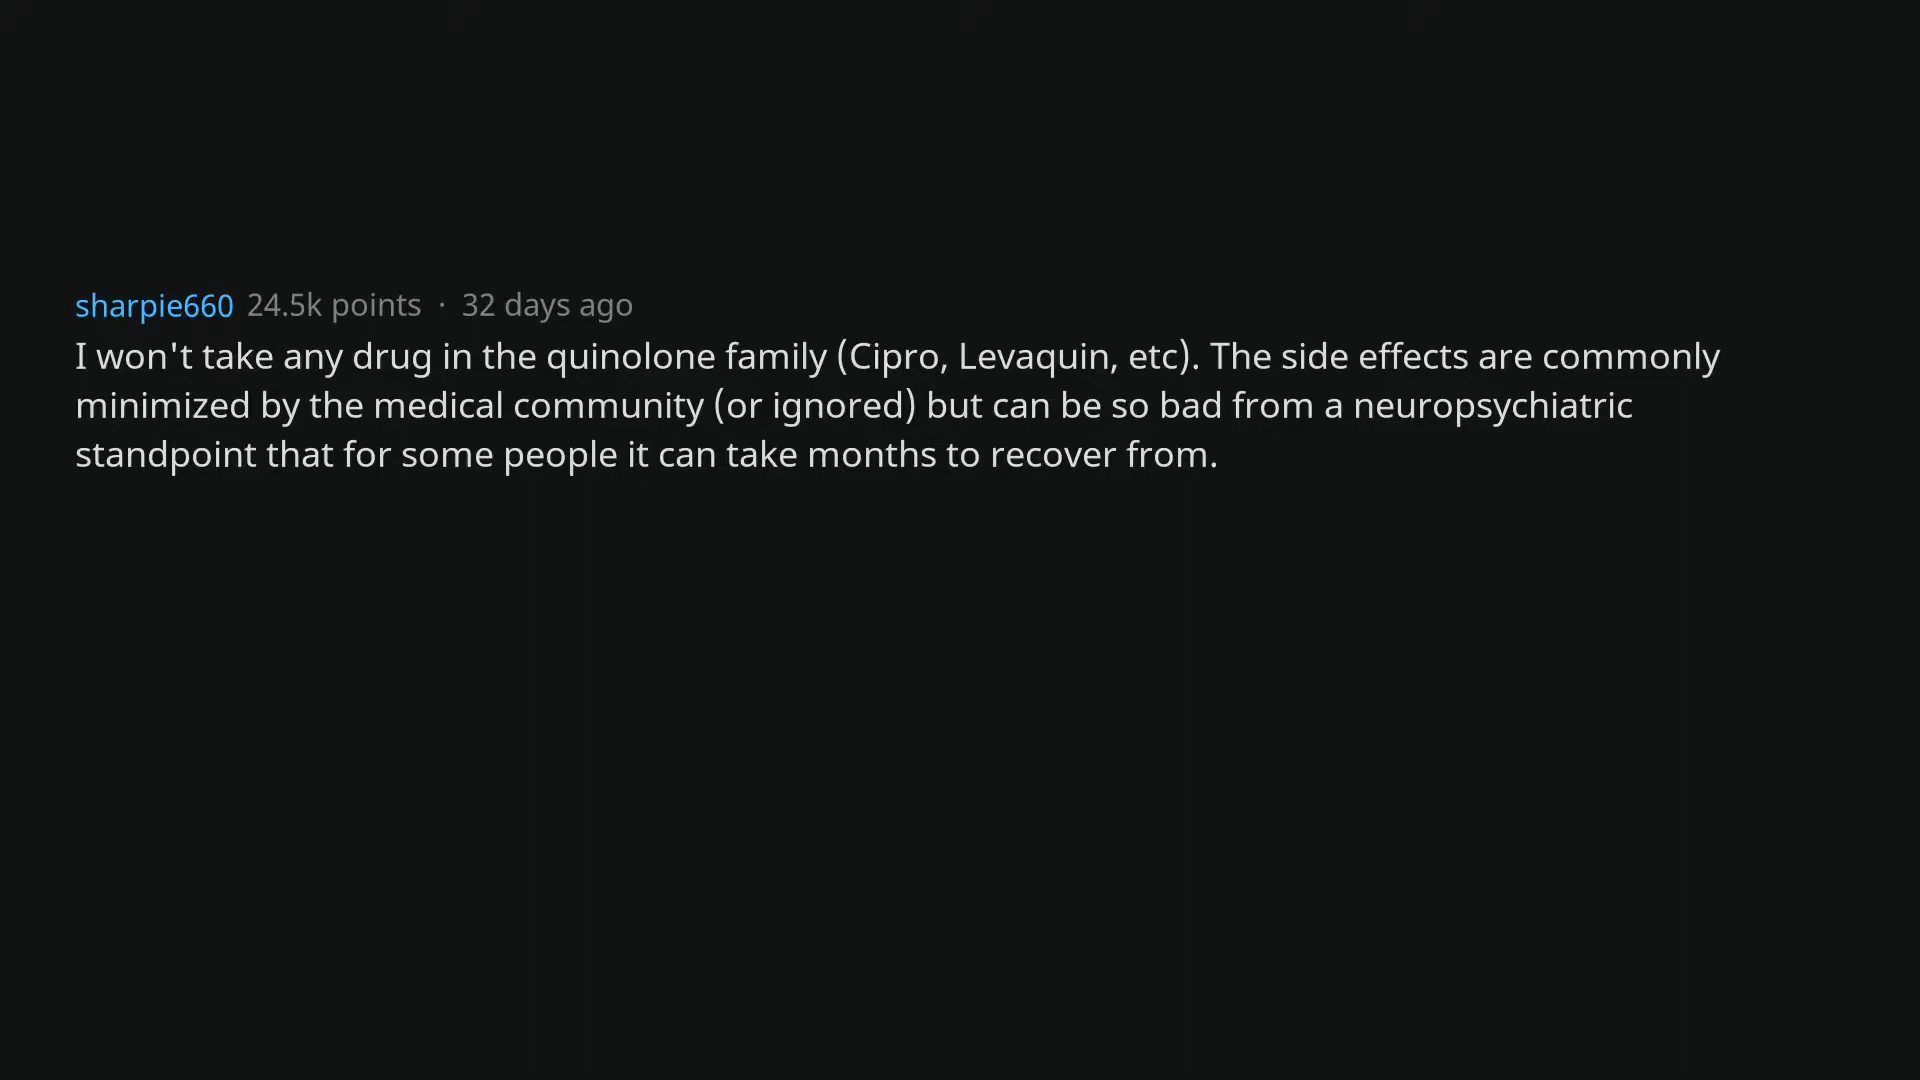 sharpie660 24.5k points · 32 days ago
I won't take any drug in the quinolone family (Cipro, Levaquin, etc). The side effects are commonly
minimized by the medical community (or ignored) but can be so bad from a neuropsychiatric
standpoint that for some people it can take months to recover from.